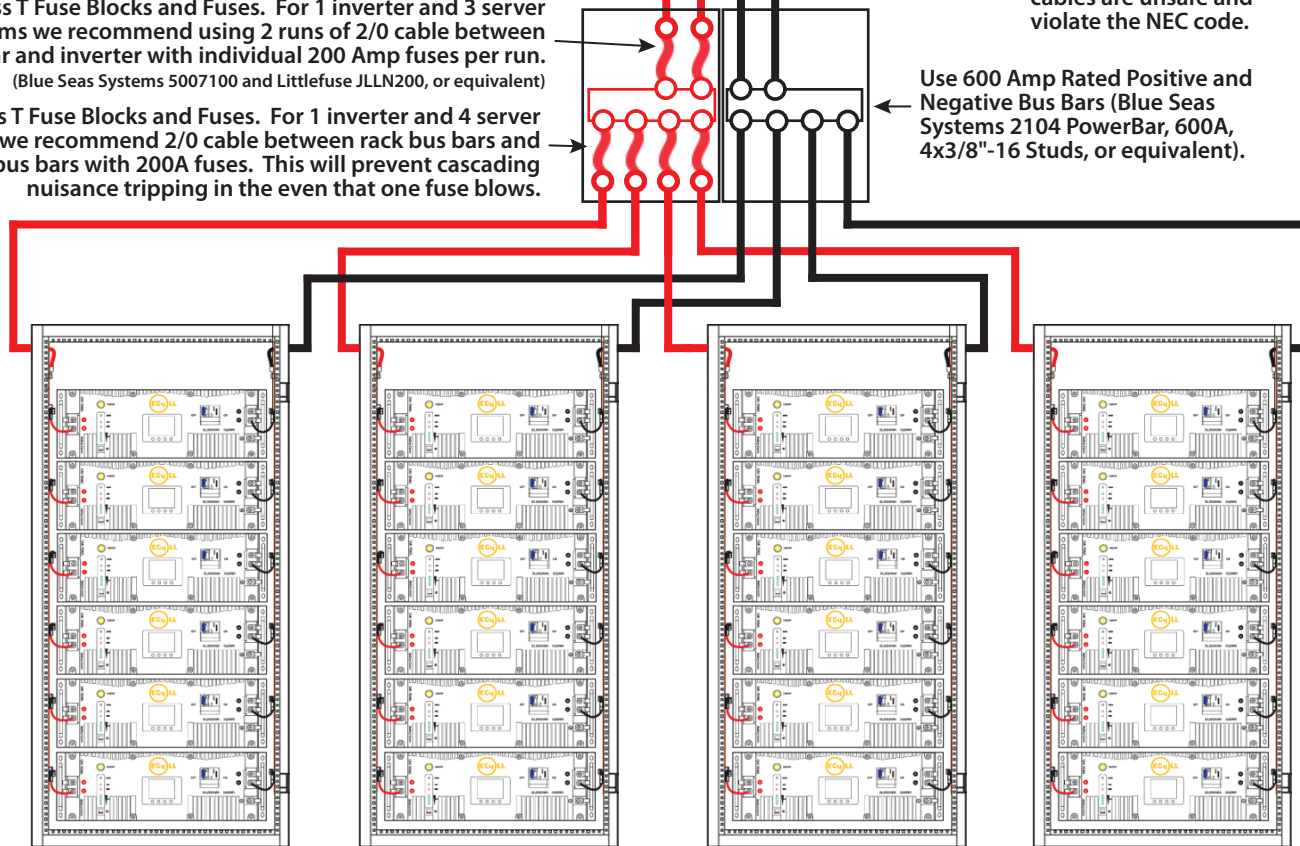 ss T Fuse Blocks and Fuses. For 1 inverter and 3 server
ms we recommend using 2 runs of 2/0 cable between
ar and inverter with individual 200 Amp fuses per run.
(Blue Seas Systems 5007100 and Littlefuse JLLN200, or equivalent)
s T Fuse Blocks and Fuses. For 1 inverter and 4 server
we recommend 2/0 cable between rack bus bars and
bus bars with 200A fuses. This will prevent cascading
nuisance tripping in the even that one fuse blows.
cables are unsafe and
violate the NEC code.
Use 600 Amp Rated Positive and
Negative Bus Bars (Blue Seas
Systems 2104 PowerBar, 600A,
4x3/8"-16 Studs, or equivalent).